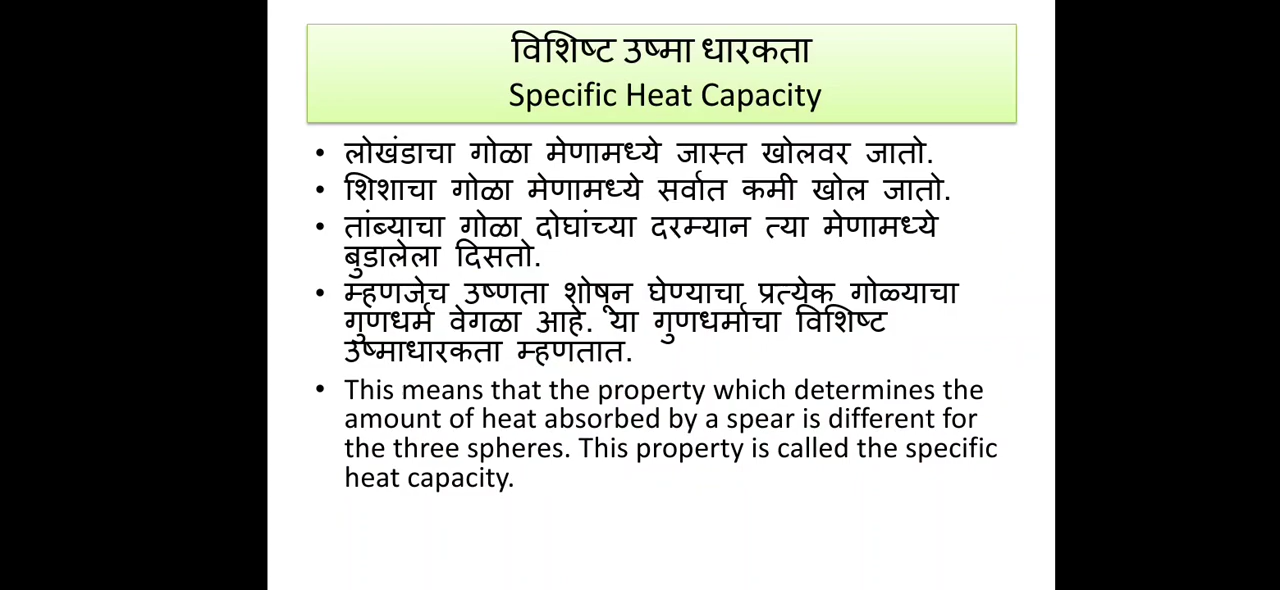 विशिष्ट उष्मा धारकता
Specific Heat Capacity
• लोखंडाचा गोळा मेणामध्ये जास्त खोलवर जातो.
• शिशाचा गोळा मेणामध्ये सर्वात कमी खोल जातो.
• तांब्याचा गोळा दोघांच्या दरम्यान त्या मेणामध्ये
बुडालेला दिसतो.
• म्हणजेच उष्णता शोषून घेण्याचा प्रत्येक गोळ्याचा
गुणधर्म वेगळा आहे. या गुणधर्माचा विशिष्ट
उष्माधारकता म्हणतात.
• This means that the property which determines the
amount of heat absorbed by a spear is different for
the three spheres. This property is called the specific
heat capacity.